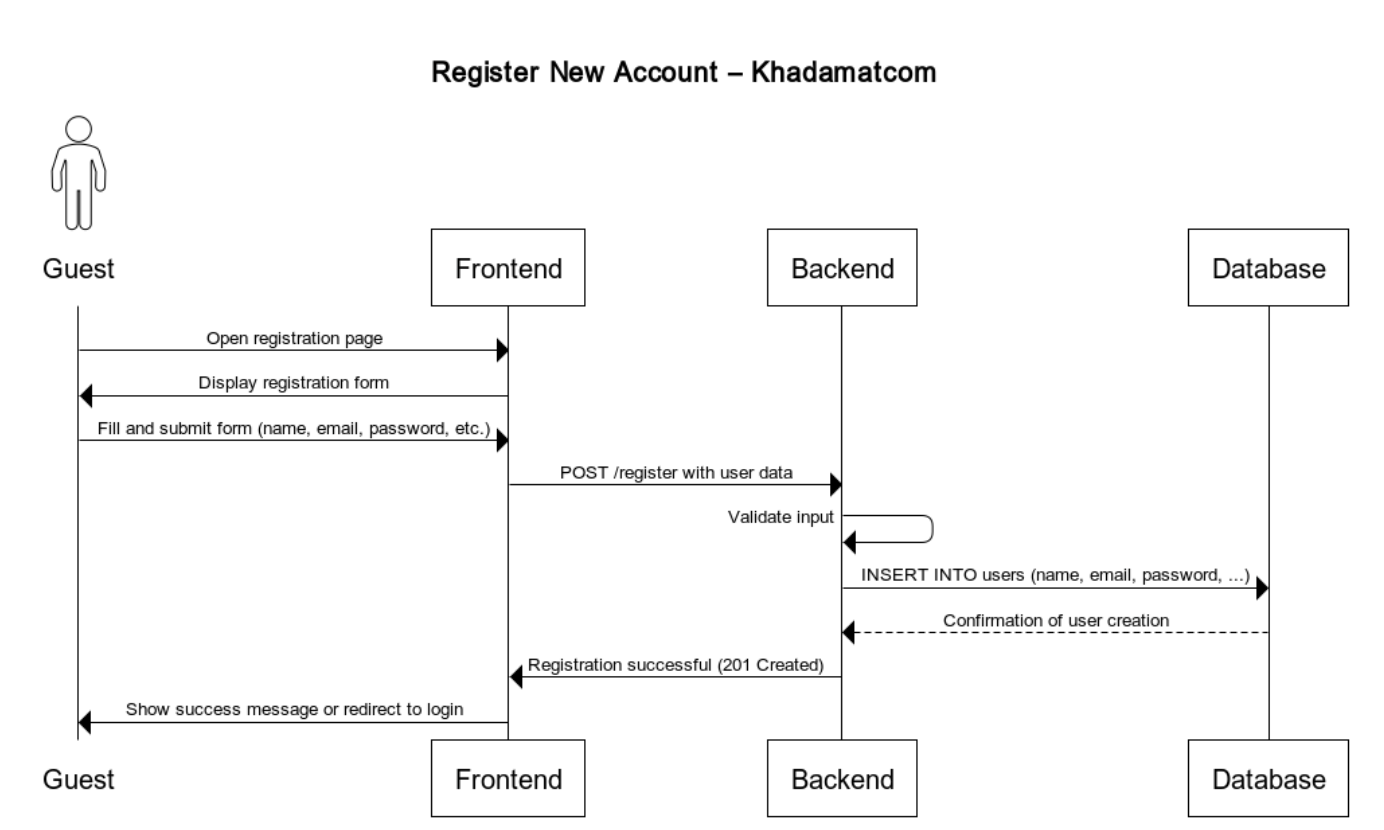 Register New Account – Khadamatcom
Guest
Frontend
Backend
Database
Open registration page
Display registration form
Fill and submit form (name, email, password, etc.)
POST /register with user data
Validate input
INSERT INTO users (name, email, password, ...)
Confirmation of user creation
Registration successful (201 Created)
Show success message or redirect to login
Guest
Frontend
Backend
Database